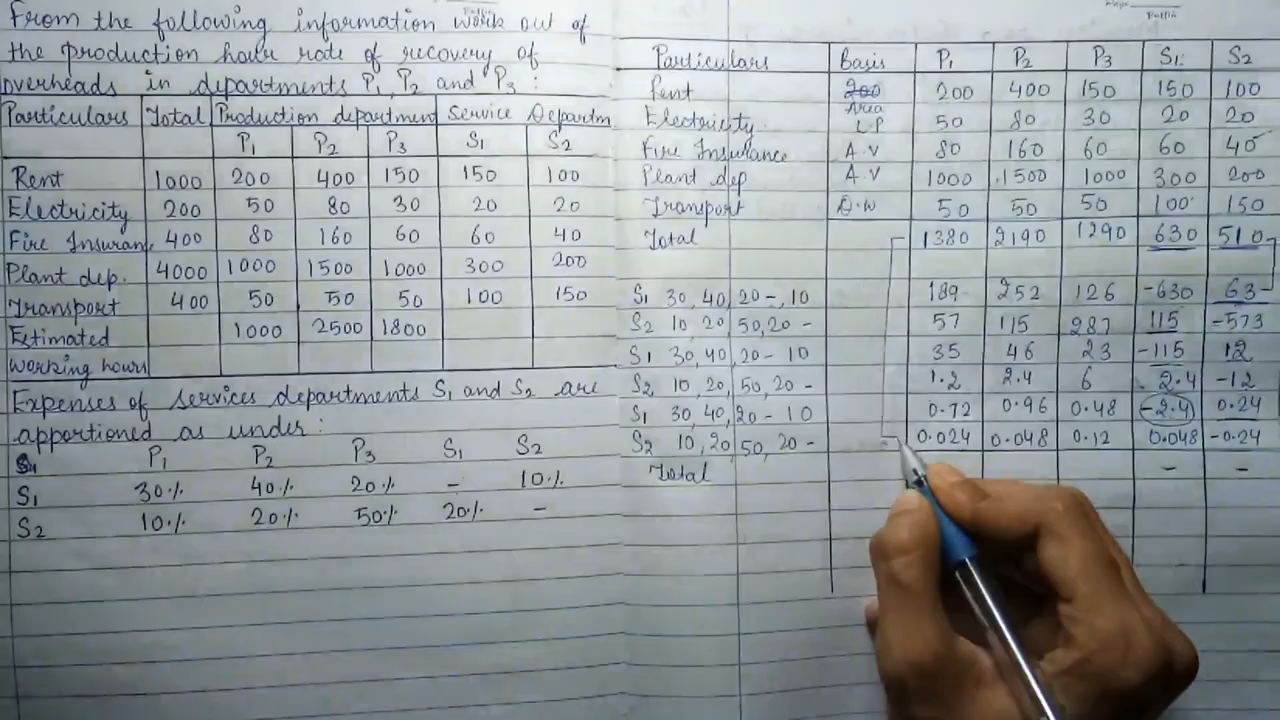 From the following information work out of
the production hour rate of recovery of
overheads in departments P1, P2 and P3 :
Particulars Total Production department Service Departm
P1 P2 P3 S1 S2
Rent 1000 200 400 150 150 100
Electricity 200 50 80 30 20 20
Fire Insuran. 400 80 160 60 60 40
Plant dep. 4000 1000 1500 1000 300 200
Transport 400 50 50 50 100 150
Estimated 1000 2500 1800
working hours
Expenses of services departments S1 and S2 are
apportioned as under:
P1 P2 P3 S1 S2
S1 30% 40% 20% - 10%
S2 10% 20% 50% 20% -
Puffin
Particulars Basis P1 P2 P3 S1 S2
Rent 200 Area 200 400 150 150 100
Electricity L P 50 80 30 20 20
Fire Insurance A.V 80 160 60 60 40
Plant dep A.V 1000 1500 1000 300 200
Transport D.W 50 50 50 100 150
Total 1380 2190 1290 630 510
S1 30, 40, 20 -, 10 189 252 126 -630 63
S2 10 20 50, 20 - 57 115 287 115 -573
S1 30, 40, 20 - 10 35 46 23 -115 12
S2 10, 20, 50, 20 - 1.2 2.4 6 2.4 -12
S1 30, 40, 20 - 10 0.72 0.96 0.48 -2.4 0.24
S2 10, 20 50, 20 - 0.024 0.048 0.12 0.048 -0.24
Total - -